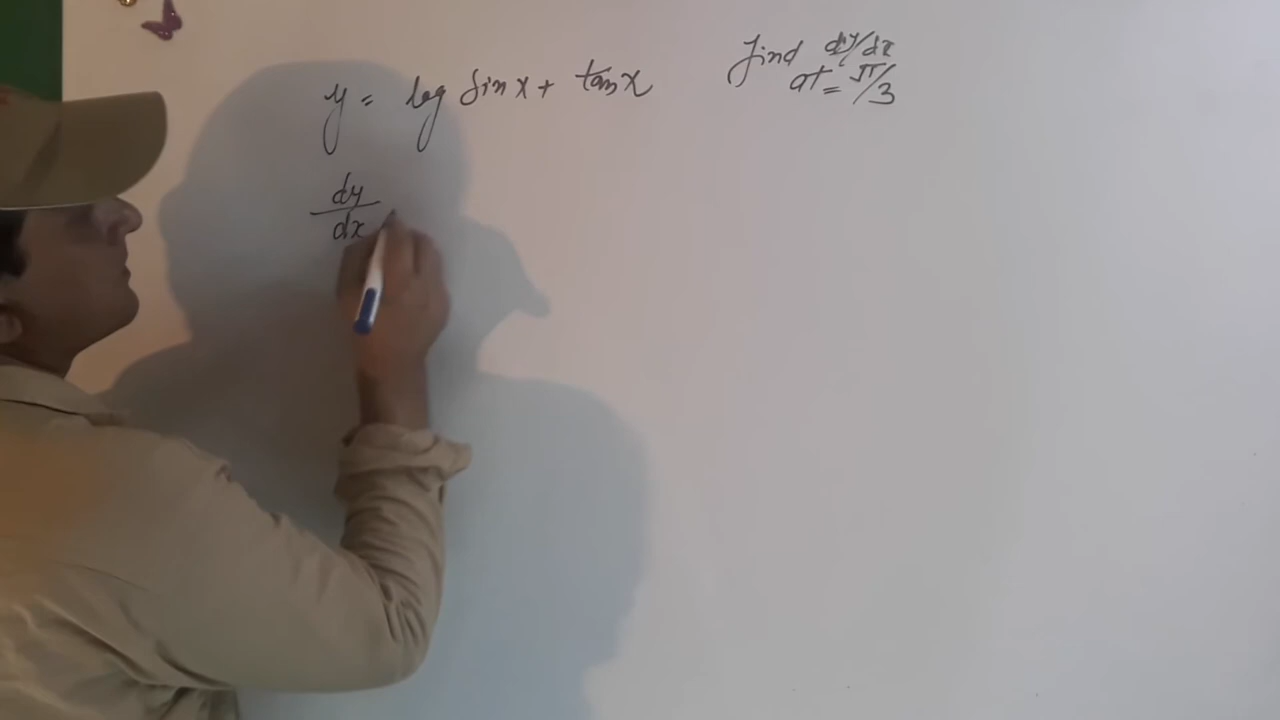 y = log sin x + tan x
find dy/dx
at = π/3
dy
dx